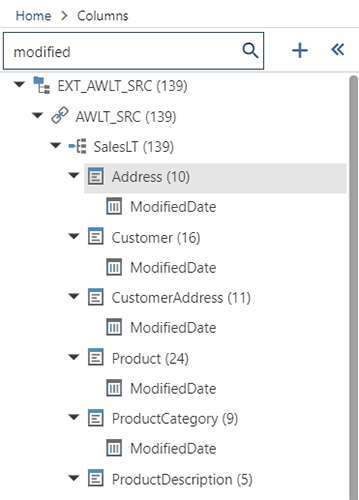 Home > Columns
modified
EXT_AWLT_SRC (139)
AWLT_SRC (139)
SalesLT (139)
Address (10)
ModifiedDate
Customer (16)
ModifiedDate
CustomerAddress (11)
ModifiedDate
Product (24)
ModifiedDate
ProductCategory (9)
ModifiedDate
ProductDescription (5)